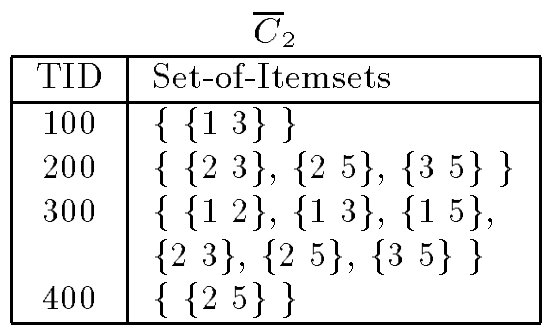 C̅₂
TID Set-of-Itemsets
100 { {1 3} }
200 { {2 3}, {2 5}, {3 5} }
300 { {1 2}, {1 3}, {1 5},
{2 3}, {2 5}, {3 5} }
400 { {2 5} }